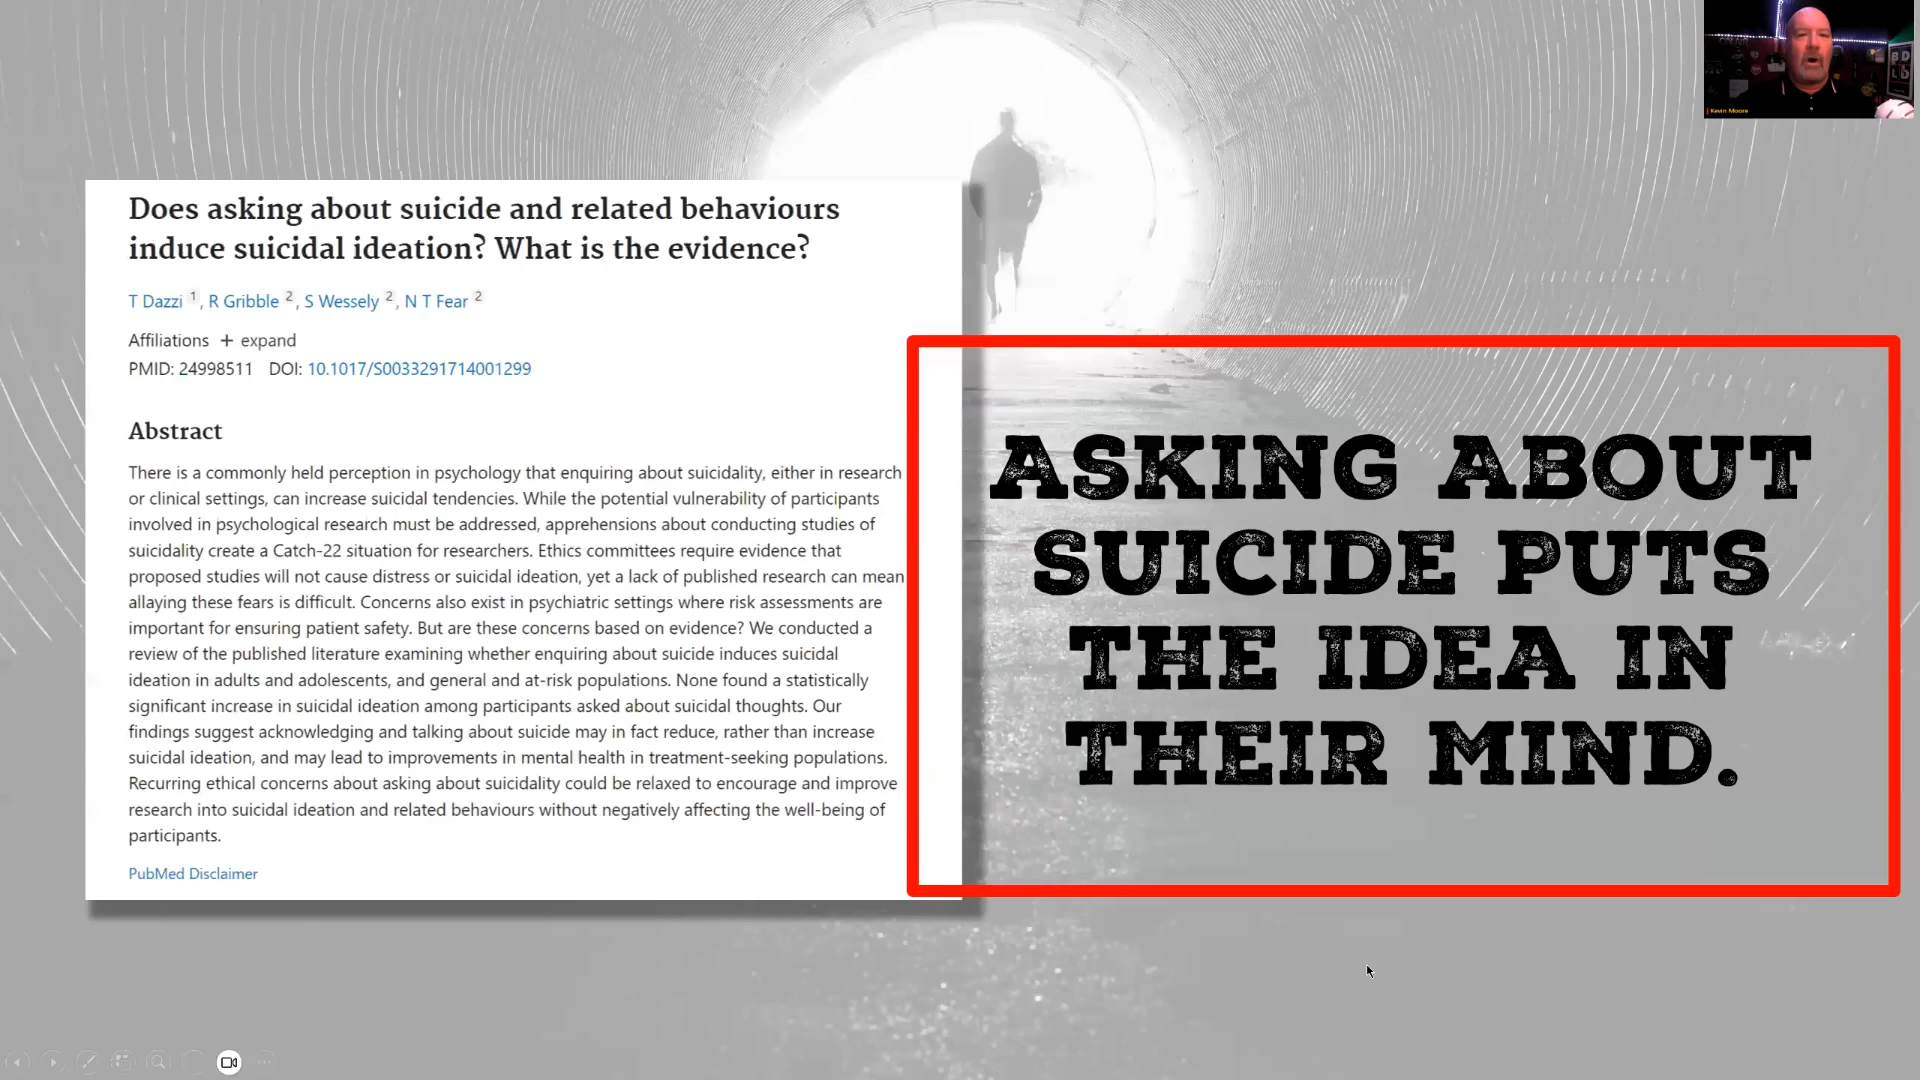 Does asking about suicide and related behaviours
induce suicidal ideation? What is the evidence?
T Dazzi 1, R Gribble 2, S Wessely 2, N T Fear 2
Affiliations + expand
PMID: 24998511 DOI: 10.1017/S0033291714001299
Abstract
There is a commonly held perception in psychology that enquiring about suicidality, either in research
or clinical settings, can increase suicidal tendencies. While the potential vulnerability of participants
involved in psychological research must be addressed, apprehensions about conducting studies of
suicidality create a Catch-22 situation for researchers. Ethics committees require evidence that
proposed studies will not cause distress or suicidal ideation, yet a lack of published research can mean
allaying these fears is difficult. Concerns also exist in psychiatric settings where risk assessments are
important for ensuring patient safety. But are these concerns based on evidence? We conducted a
review of the published literature examining whether enquiring about suicide induces suicidal
ideation in adults and adolescents, and general and at-risk populations. None found a statistically
significant increase in suicidal ideation among participants asked about suicidal thoughts. Our
findings suggest acknowledging and talking about suicide may in fact reduce, rather than increase
suicidal ideation, and may lead to improvements in mental health in treatment-seeking populations.
Recurring ethical concerns about asking about suicidality could be relaxed to encourage and improve
research into suicidal ideation and related behaviours without negatively affecting the well-being of
participants.
PubMed Disclaimer
ASKING ABOUT
SUICIDE PUTS
THE IDEA IN
THEIR MIND.
Kevin Moore